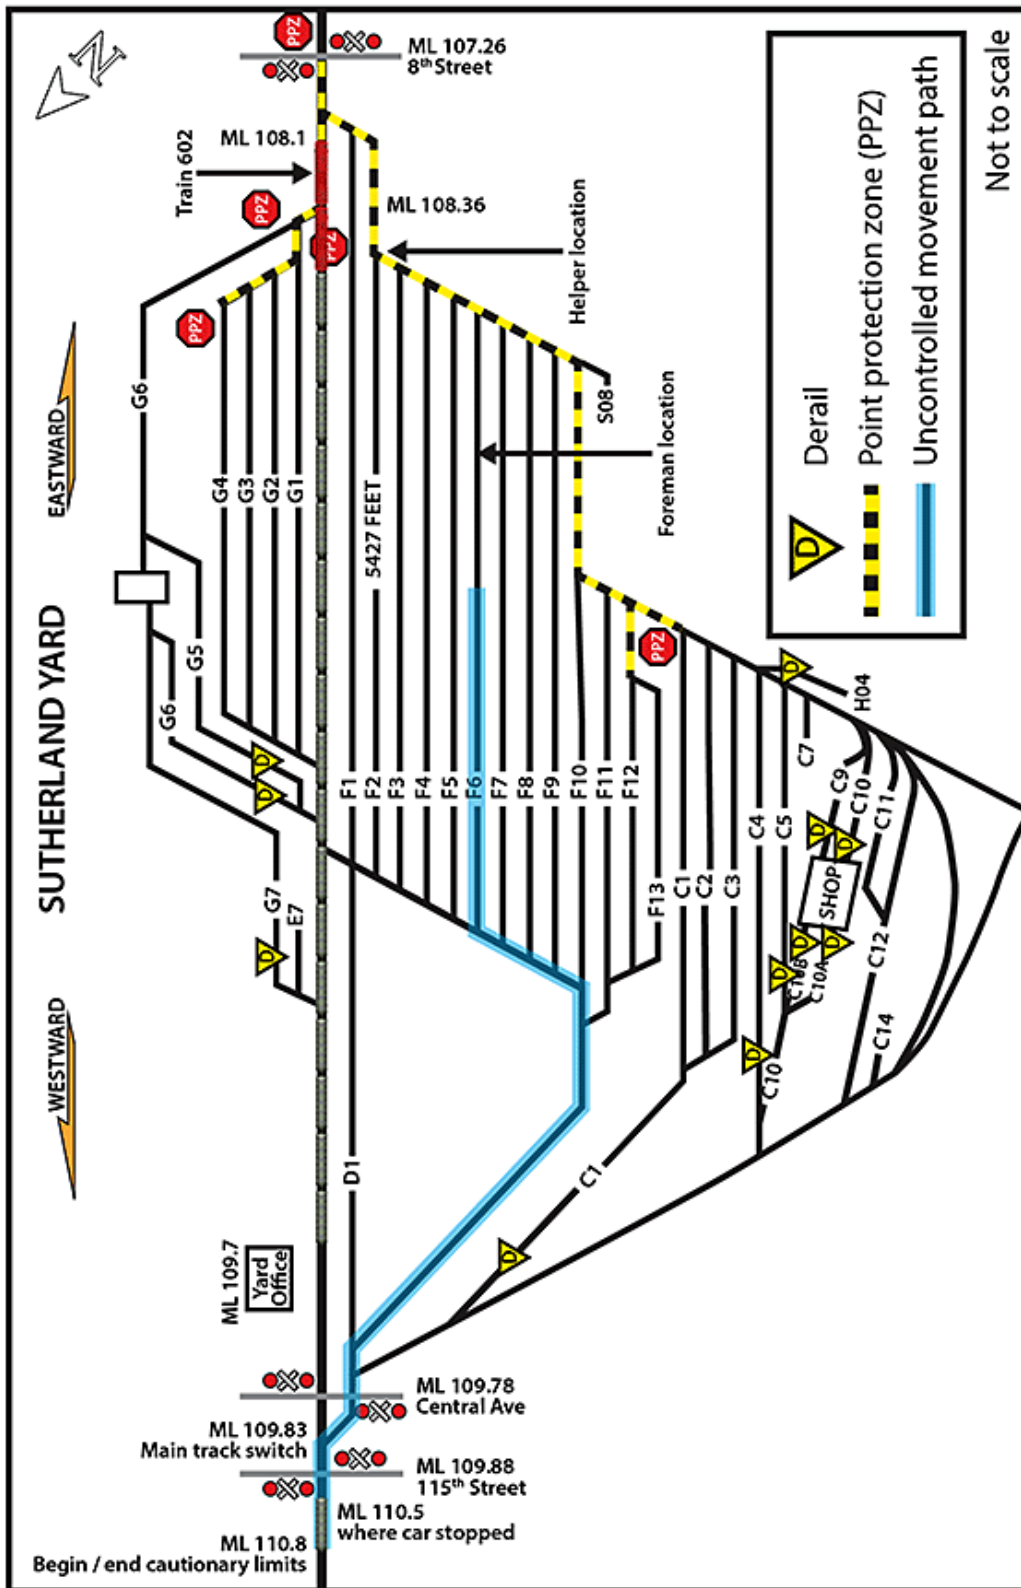 SUTHERLAND YARD
WESTWARD
EASTWARD
N
PPZ
ML 107.26
8th Street
ML 108.1
Train 602
PPZ
PPZ
PPZ
ML 108.36
Helper location
Foreman location
G6
G4
G3
G2
G1
5427 FEET
S08
PPZ
G5
G6
D
D
G7
E7
D
F1
F2
F3
F4
F5
F6
F7
F8
F9
F10
F11
F12
F13
C1
C2
C3
C4
C5
C7
H04
D
C9
C10
C11
D
D
SHOP
D
D
D
C10B
C10A
C12
C14
D
C10
D1
C1
D
ML 109.7
Yard
Office
ML 109.78
Central Ave
ML 109.83
Main track switch
ML 109.88
115th Street
ML 110.5
where car stopped
ML 110.8
Begin / end cautionary limits
D
Derail
Point protection zone (PPZ)
Uncontrolled movement path
Not to scale